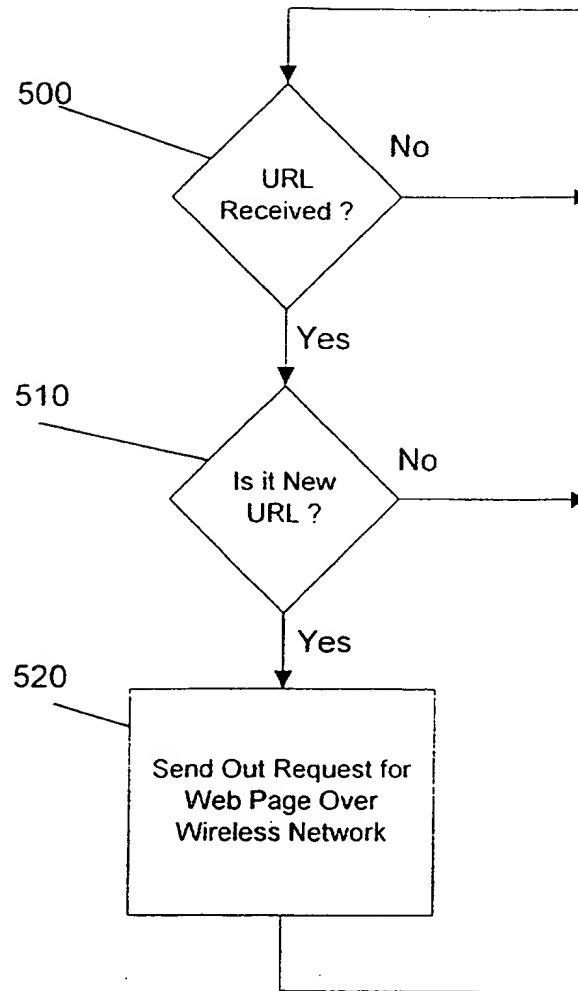 500
URL
Received ?
No
Yes
510
Is it New
URL ?
No
Yes
520
Send Out Request for
Web Page Over
Wireless Network